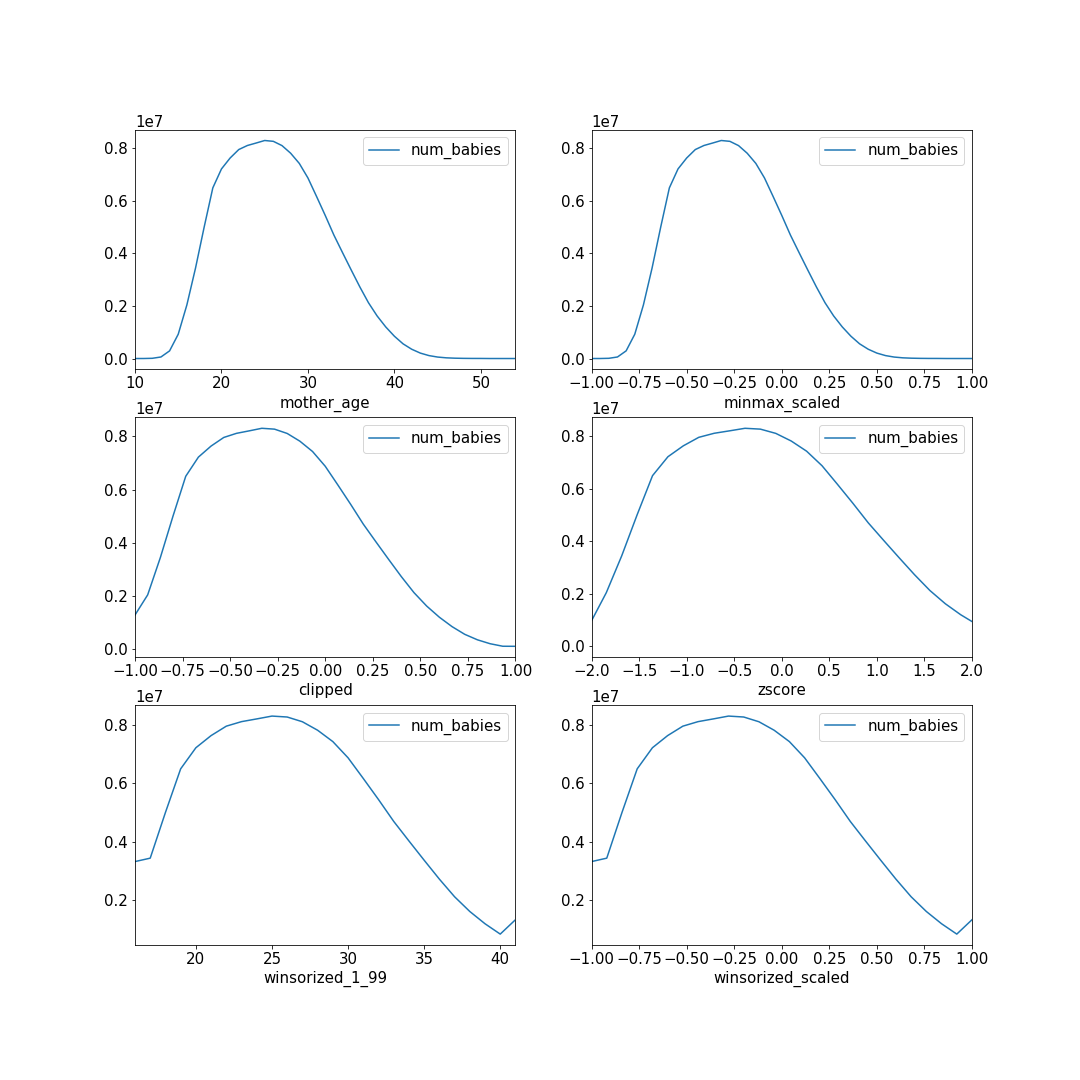 1e7
1e7
num_babies
num_babies
0.8
0.6
0.4
0.2
0.0
0.8
0.6
0.4
0.2
0.0
10 20 30 40 50
−1.00 −0.75 −0.50 −0.25 0.00 0.25 0.50 0.75 1.00
mother_age
minmax_scaled
1e7
1e7
num_babies
num_babies
0.8
0.6
0.4
0.2
0.0
0.8
0.6
0.4
0.2
0.0
−1.00 −0.75 −0.50 −0.25 0.00 0.25 0.50 0.75 1.00
−2.0 −1.5 −1.0 −0.5 0.0 0.5 1.0 1.5 2.0
clipped
zscore
1e7
1e7
num_babies
num_babies
0.8
0.6
0.4
0.2
0.8
0.6
0.4
0.2
20 25 30 35 40
−1.00 −0.75 −0.50 −0.25 0.00 0.25 0.50 0.75 1.00
winsorized_1_99
winsorized_scaled